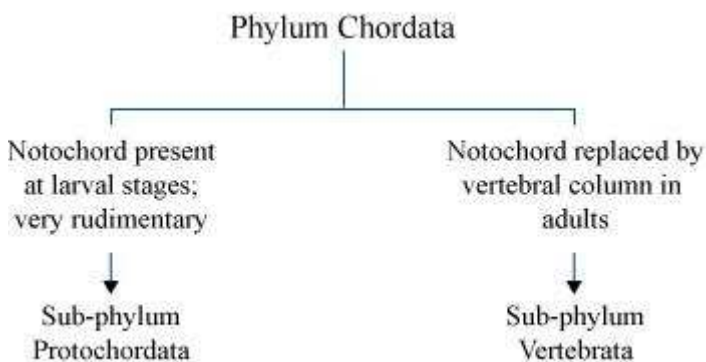 Phylum Chordata
Notochord present
at larval stages;
very rudimentary
Notochord replaced by
vertebral column in
adults
Sub-phylum
Protochordata
Sub-phylum
Vertebrata